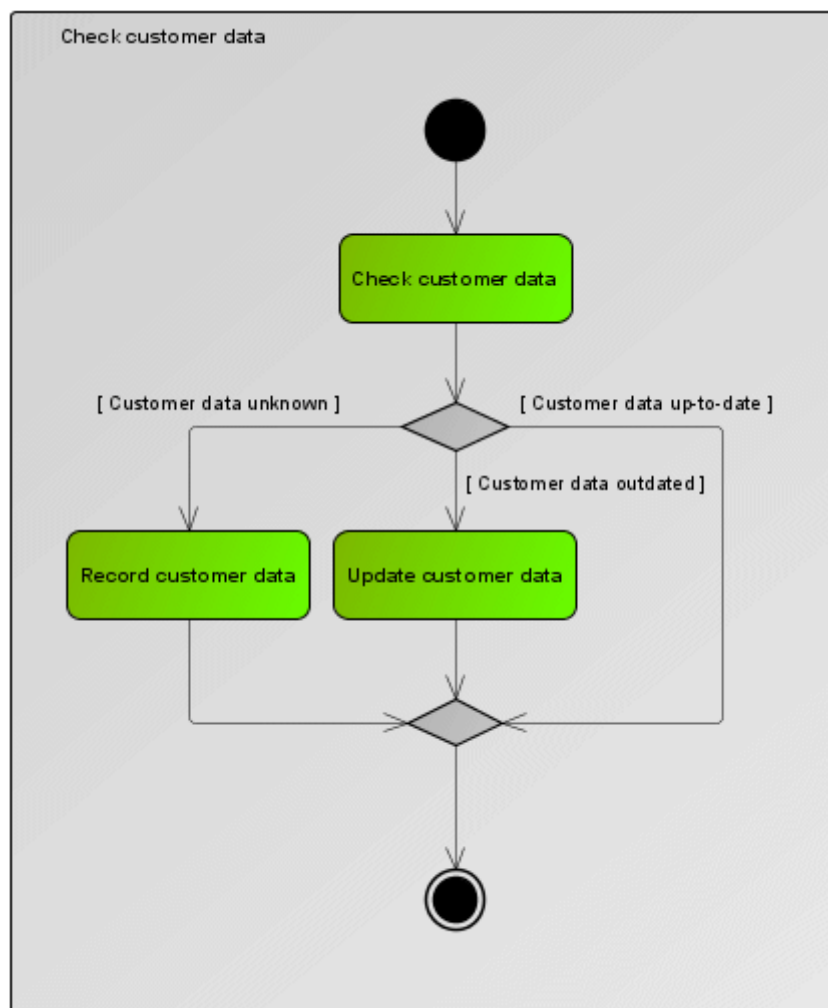 Check customer data
Check customer data
[ Customer data unknown ]
[ Customer data up-to-date ]
[ Customer data outdated ]
Record customer data
Update customer data